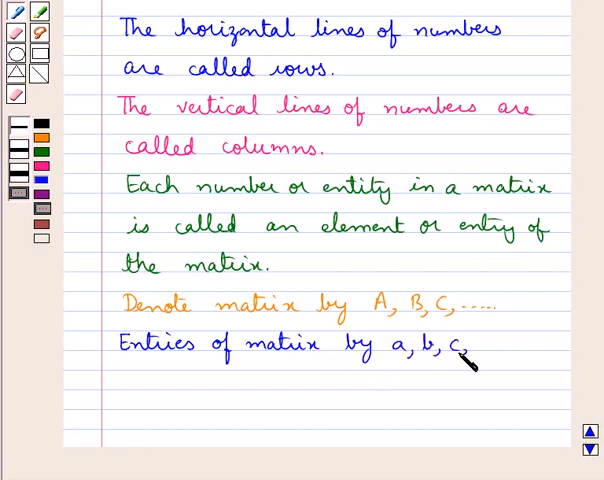 The horizontal lines of numbers
are called rows.
The vertical lines of numbers are
called columns.
Each number or entity in a matrix
is called an element or entry of
the matrix.
Denote matrix by A, B, C, .....
Entries of matrix by a, b, c,